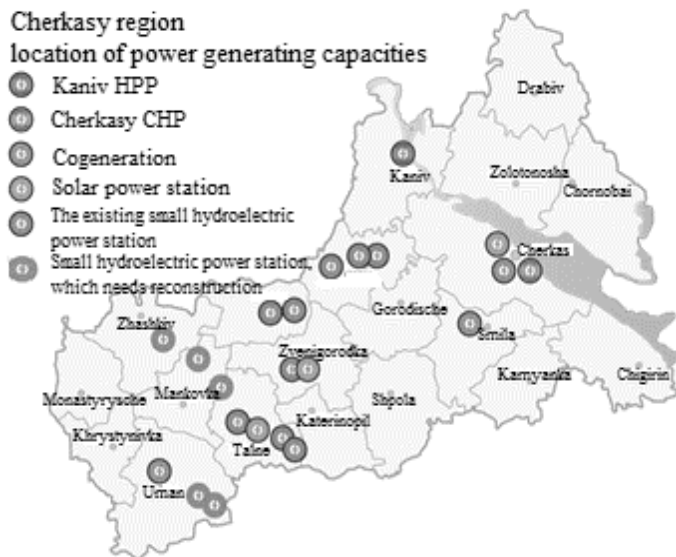 Cherkasy region
location of power generating capacities
Kaniv HPP
Cherkasy CHP
Cogeneration
Solar power station
The existing small hydroelectric
power station
Small hydroelectric power station,
which needs reconstruction
Drabiv
Kaniv
Zolotonosha
Chornobai
Cherkas
Gorodische
Smila
Zhashkiv
Zvenigorodka
Monastyrysche
Mankovka
Kamyanka
Chigirin
Shpola
Katerinopil
Khrystynivka
Talne
Uman